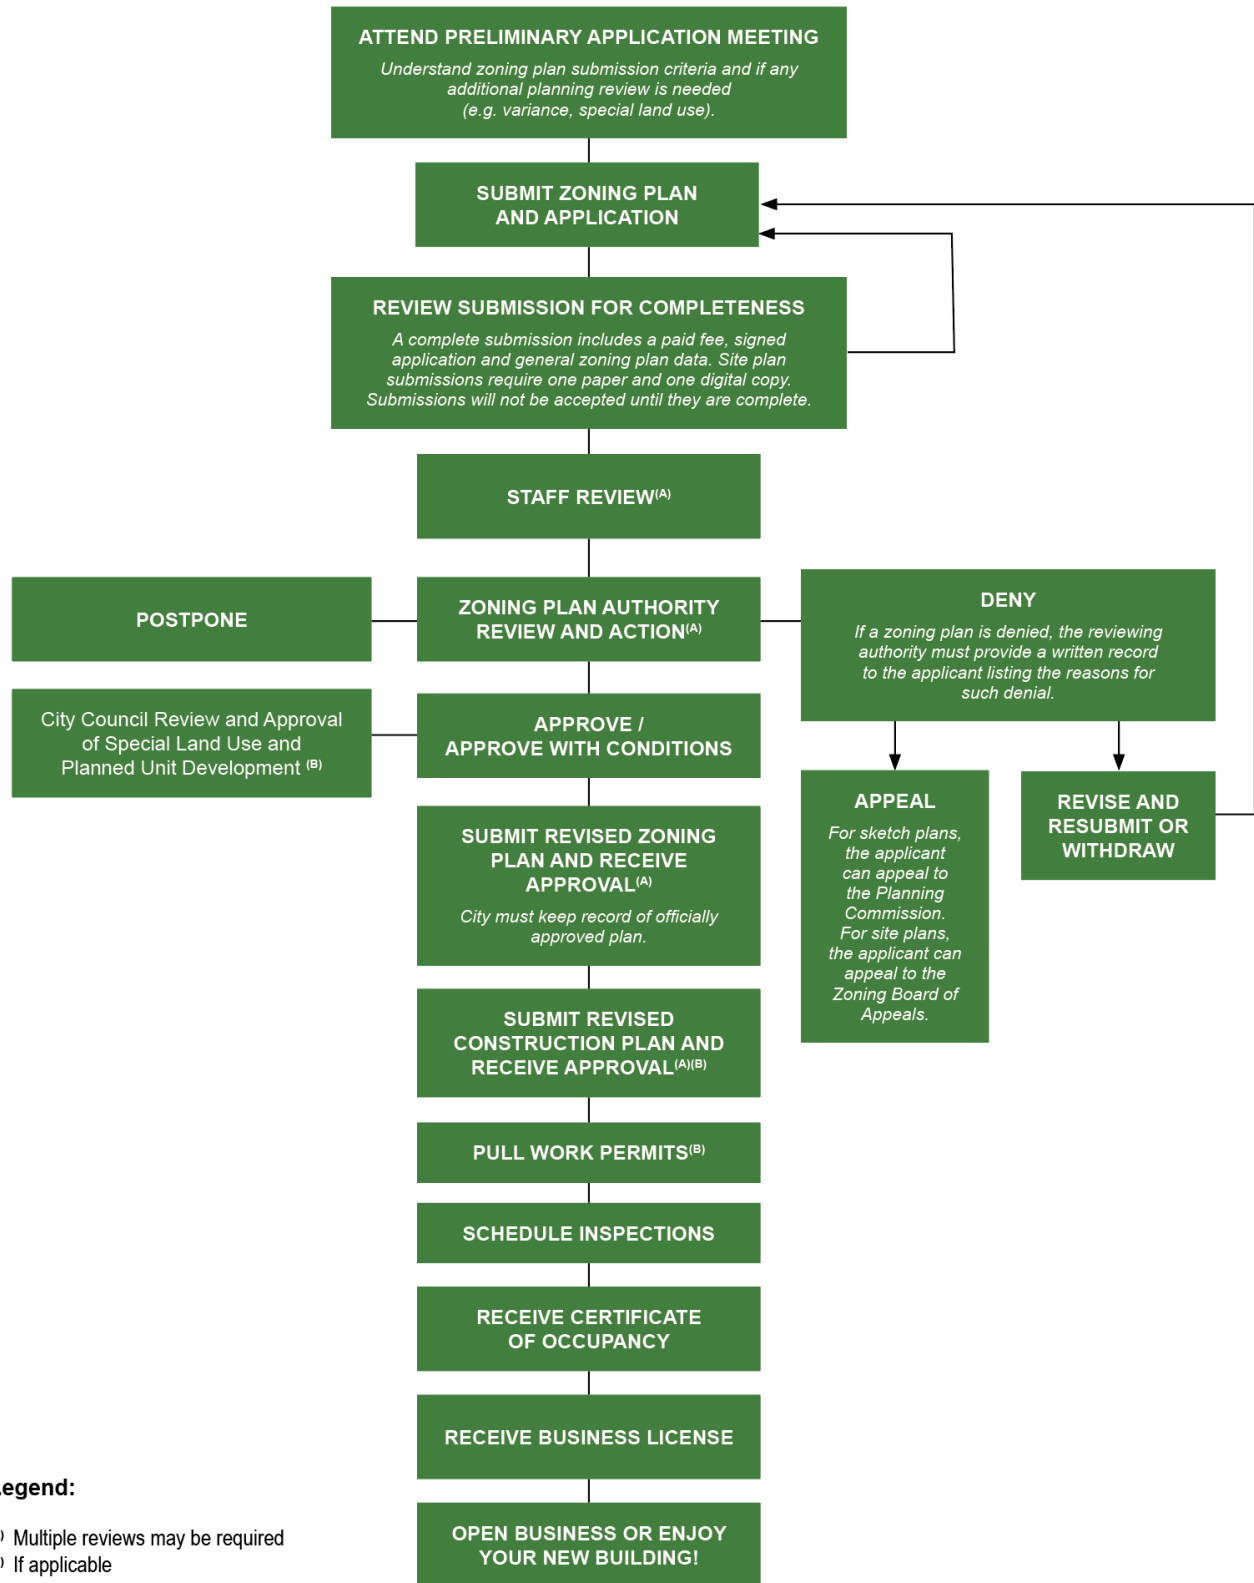 ATTEND PRELIMINARY APPLICATION MEETING
Understand zoning plan submission criteria and if any
additional planning review is needed
(e.g. variance, special land use).
SUBMIT ZONING PLAN
AND APPLICATION
REVIEW SUBMISSION FOR COMPLETENESS
A complete submission includes a paid fee, signed
application and general zoning plan data. Site plan
submissions require one paper and one digital copy.
Submissions will not be accepted until they are complete.
STAFF REVIEW(A)
POSTPONE
ZONING PLAN AUTHORITY
REVIEW AND ACTION(A)
DENY
If a zoning plan is denied, the reviewing
authority must provide a written record
to the applicant listing the reasons for
such denial.
City Council Review and Approval
of Special Land Use and
Planned Unit Development (B)
APPROVE /
APPROVE WITH CONDITIONS
APPEAL
For sketch plans,
the applicant
can appeal to
the Planning
Commission.
For site plans,
the applicant can
appeal to the
Zoning Board of
Appeals.
REVISE AND
RESUBMIT OR
WITHDRAW
SUBMIT REVISED ZONING
PLAN AND RECEIVE
APPROVAL(A)
City must keep record of officially
approved plan.
SUBMIT REVISED
CONSTRUCTION PLAN AND
RECEIVE APPROVAL(A)(B)
PULL WORK PERMITS(B)
SCHEDULE INSPECTIONS
RECEIVE CERTIFICATE
OF OCCUPANCY
RECEIVE BUSINESS LICENSE
OPEN BUSINESS OR ENJOY
YOUR NEW BUILDING!
egend:
) Multiple reviews may be required
) If applicable